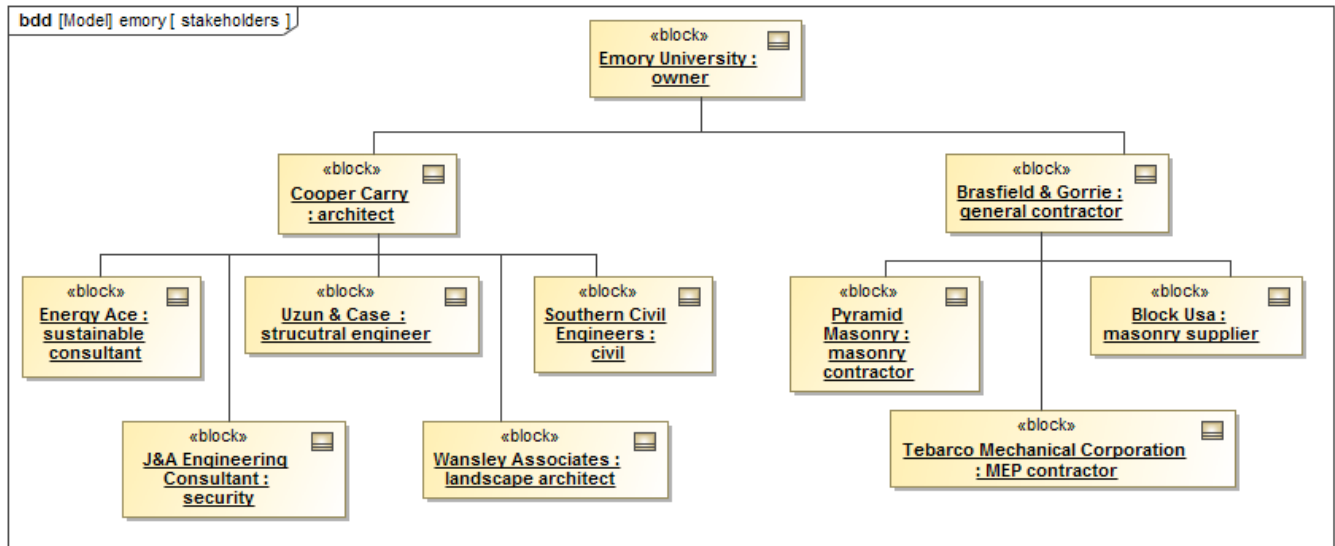 bdd [Model] emory [ stakeholders ]
«block»
Emory University :
owner
«block»
Cooper Carry
: architect
«block»
Brasfield & Gorrie :
general contractor
«block»
Energy Ace :
sustainable
consultant
«block»
Uzun & Case :
strucutral engineer
«block»
Southern Civil
Engineers :
civil
«block»
Pyramid
Masonry :
masonry
contractor
«block»
Block Usa :
masonry supplier
«block»
J&A Engineering
Consultant :
security
«block»
Wansley Associates :
landscape architect
«block»
Tebarco Mechanical Corporation
: MEP contractor